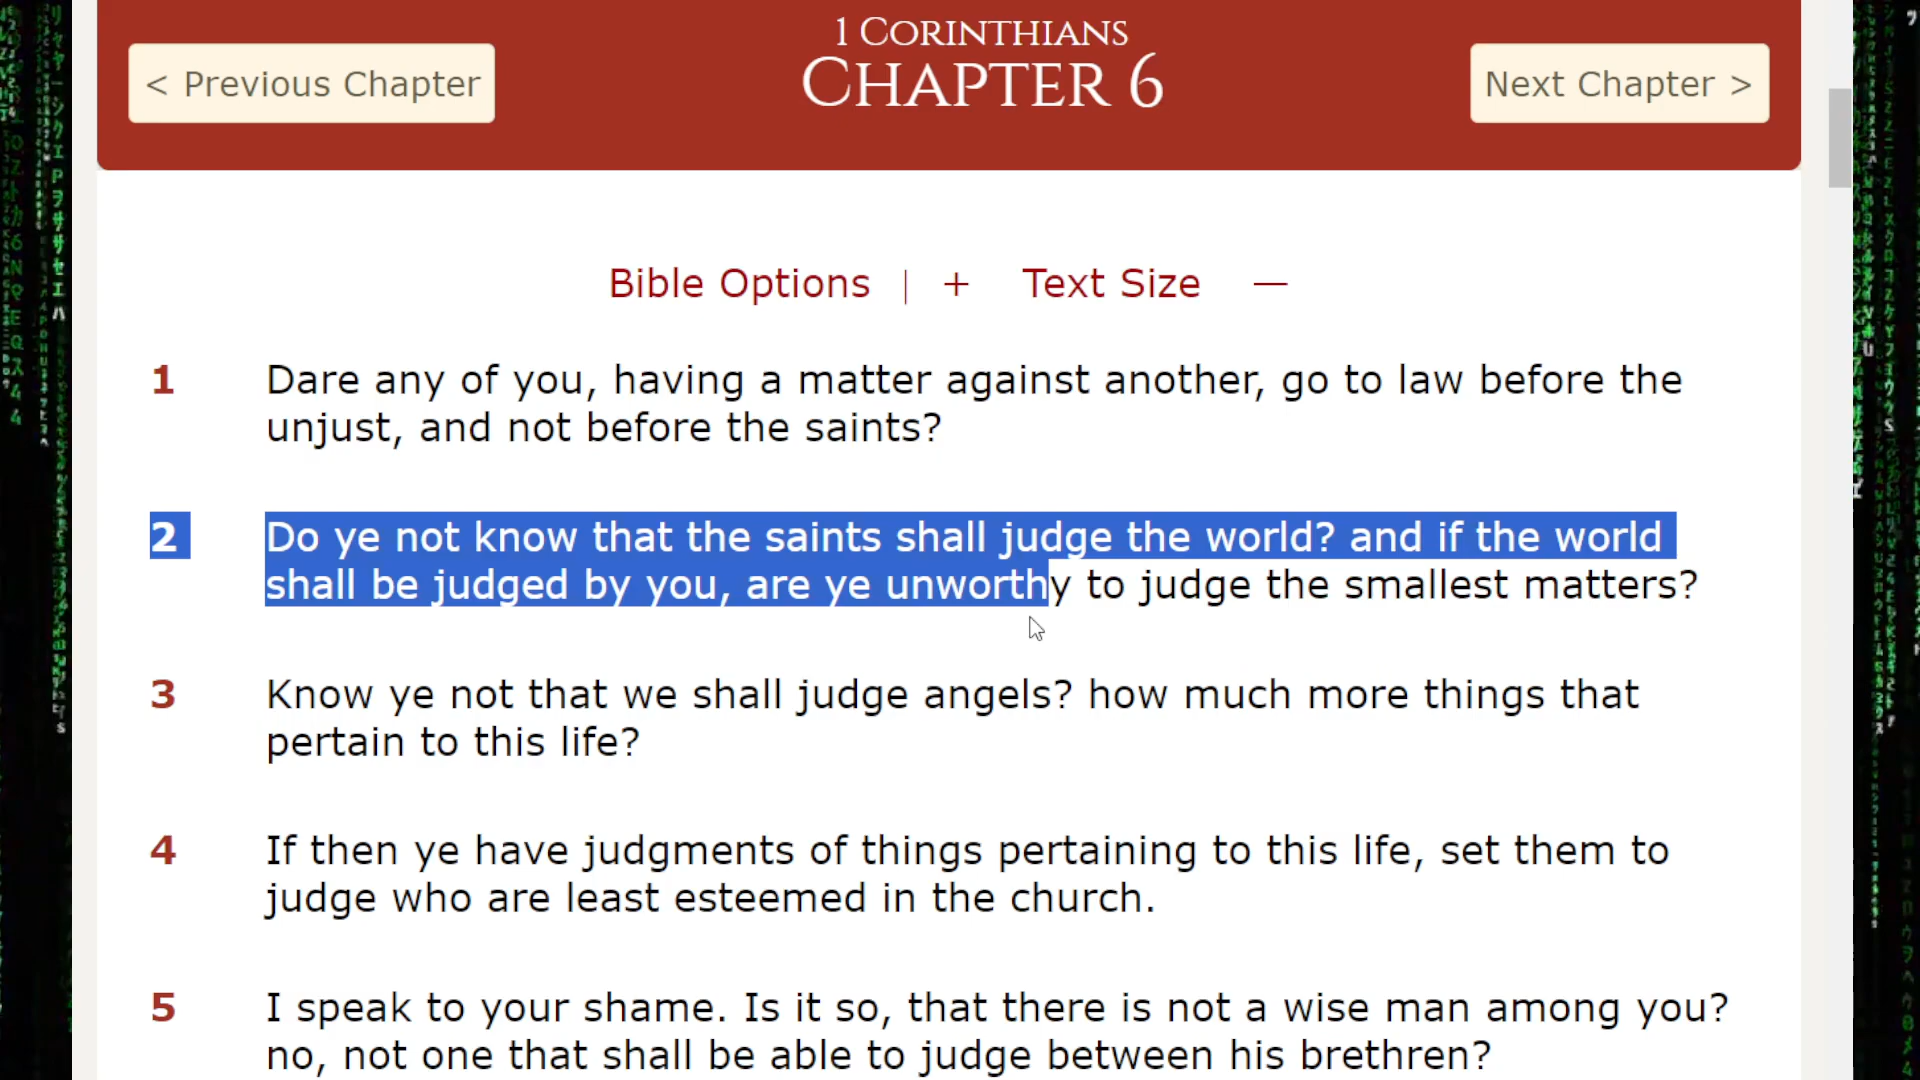 1 Corinthians
Chapter 6
< Previous Chapter
Next Chapter >
Bible Options | + Text Size —
1 Dare any of you, having a matter against another, go to law before the
unjust, and not before the saints?
2 Do ye not know that the saints shall judge the world? and if the world
shall be judged by you, are ye unworthy to judge the smallest matters?
3 Know ye not that we shall judge angels? how much more things that
pertain to this life?
4 If then ye have judgments of things pertaining to this life, set them to
judge who are least esteemed in the church.
5 I speak to your shame. Is it so, that there is not a wise man among you?
no, not one that shall be able to judge between his brethren?